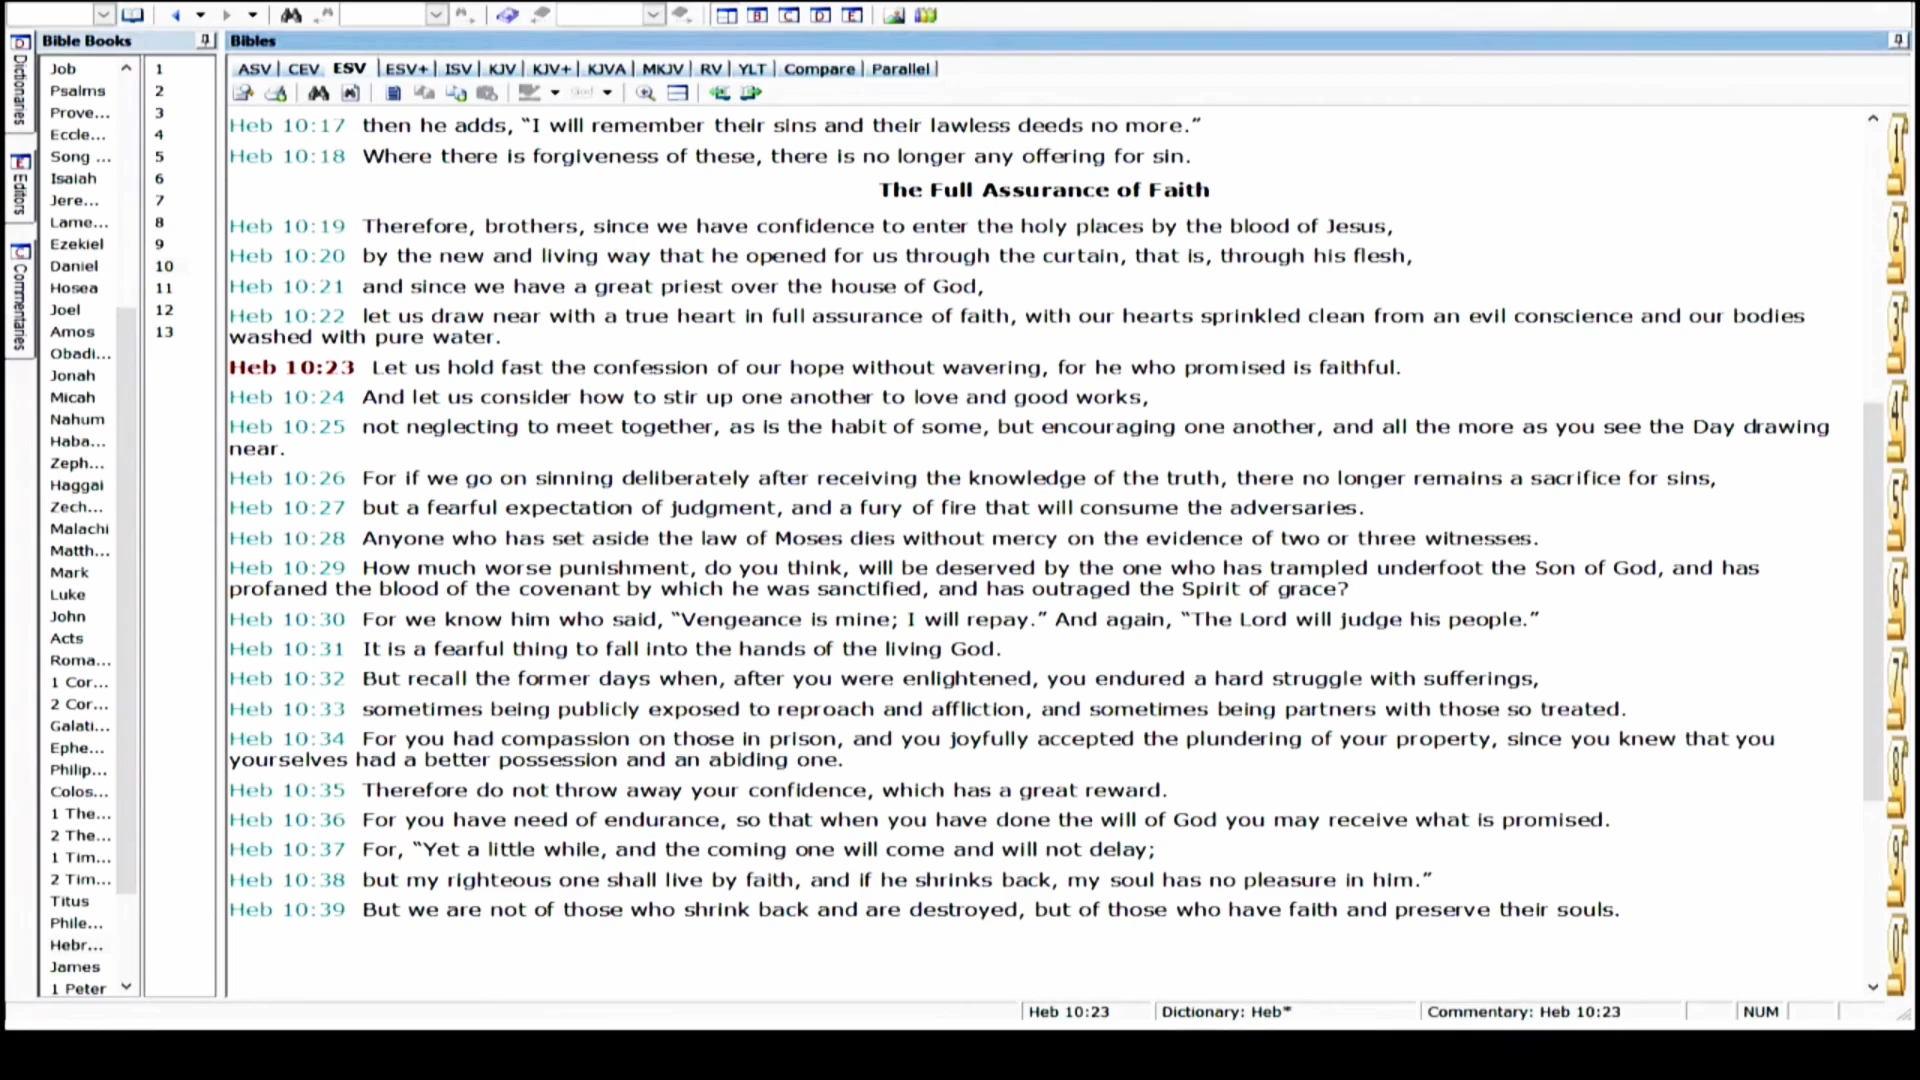 Bible Books
Bibles
Dictionaries
Editors
Commentaries
Job
Psalms
Prove...
Eccle...
Song ...
Isaiah
Jere...
Lame...
Ezekiel
Daniel
Hosea
Joel
Amos
Obadi...
Jonah
Micah
Nahum
Haba...
Zeph...
Haggai
Zech...
Malachi
Matth...
Mark
Luke
John
Acts
Roma...
1 Cor...
2 Cor...
Galati...
Ephe...
Philip...
Colos...
1 The...
2 The...
1 Tim...
2 Tim...
Titus
Phile...
Hebr...
James
1 Peter
1
2
3
4
5
6
7
8
9
10
11
12
13
ASV CEV ESV ESV+ ISV KJV KJV+ KJVA MKJV RV YLT Compare Parallel
Heb 10:17 then he adds, “I will remember their sins and their lawless deeds no more.”
Heb 10:18 Where there is forgiveness of these, there is no longer any offering for sin.
The Full Assurance of Faith
Heb 10:19 Therefore, brothers, since we have confidence to enter the holy places by the blood of Jesus,
Heb 10:20 by the new and living way that he opened for us through the curtain, that is, through his flesh,
Heb 10:21 and since we have a great priest over the house of God,
Heb 10:22 let us draw near with a true heart in full assurance of faith, with our hearts sprinkled clean from an evil conscience and our bodies
washed with pure water.
Heb 10:23 Let us hold fast the confession of our hope without wavering, for he who promised is faithful.
Heb 10:24 And let us consider how to stir up one another to love and good works,
Heb 10:25 not neglecting to meet together, as is the habit of some, but encouraging one another, and all the more as you see the Day drawing
near.
Heb 10:26 For if we go on sinning deliberately after receiving the knowledge of the truth, there no longer remains a sacrifice for sins,
Heb 10:27 but a fearful expectation of judgment, and a fury of fire that will consume the adversaries.
Heb 10:28 Anyone who has set aside the law of Moses dies without mercy on the evidence of two or three witnesses.
Heb 10:29 How much worse punishment, do you think, will be deserved by the one who has trampled underfoot the Son of God, and has
profaned the blood of the covenant by which he was sanctified, and has outraged the Spirit of grace?
Heb 10:30 For we know him who said, “Vengeance is mine; I will repay.” And again, “The Lord will judge his people.”
Heb 10:31 It is a fearful thing to fall into the hands of the living God.
Heb 10:32 But recall the former days when, after you were enlightened, you endured a hard struggle with sufferings,
Heb 10:33 sometimes being publicly exposed to reproach and affliction, and sometimes being partners with those so treated.
Heb 10:34 For you had compassion on those in prison, and you joyfully accepted the plundering of your property, since you knew that you
yourselves had a better possession and an abiding one.
Heb 10:35 Therefore do not throw away your confidence, which has a great reward.
Heb 10:36 For you have need of endurance, so that when you have done the will of God you may receive what is promised.
Heb 10:37 For, “Yet a little while, and the coming one will come and will not delay;
Heb 10:38 but my righteous one shall live by faith, and if he shrinks back, my soul has no pleasure in him.”
Heb 10:39 But we are not of those who shrink back and are destroyed, but of those who have faith and preserve their souls.
1
2
3
4
5
6
7
8
9
0
Heb 10:23 Dictionary: Heb* Commentary: Heb 10:23 NUM